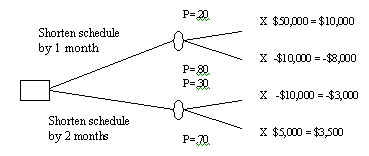 P=.20
X $50,000 = $10,000
Shorten schedule
by 1 month
X -$10,000 = -$8,000
P=.80
P=.30
X -$10,000 = -$3,000
Shorten schedule
by 2 months
X $5,000 = $3,500
P=.70